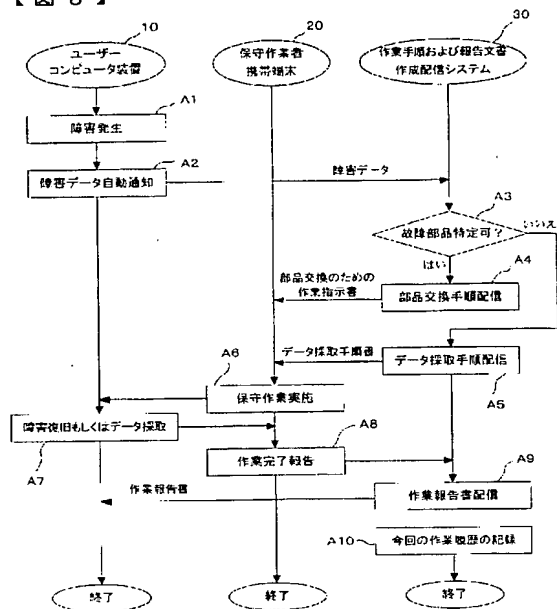 【図3】
10
ユーザー
コンピュータ装置
20
保守作業者
携帯端末
30
作業手順および報告文書
作成配信システム
A1
障害発生
A2
障害データ自動通知
障害データ
A3
故障部品特定可?
いいえ
はい
A4
部品交換のための
作業指示書
部品交換手順配信
データ採取手順書
データ採取手順配信
A5
A6
保守作業実施
障害復旧もしくはデータ採取
A7
A8
作業完了報告
A9
作業報告書
作業報告書配信
A10
今回の作業履歴の記録
終了
終了
終了